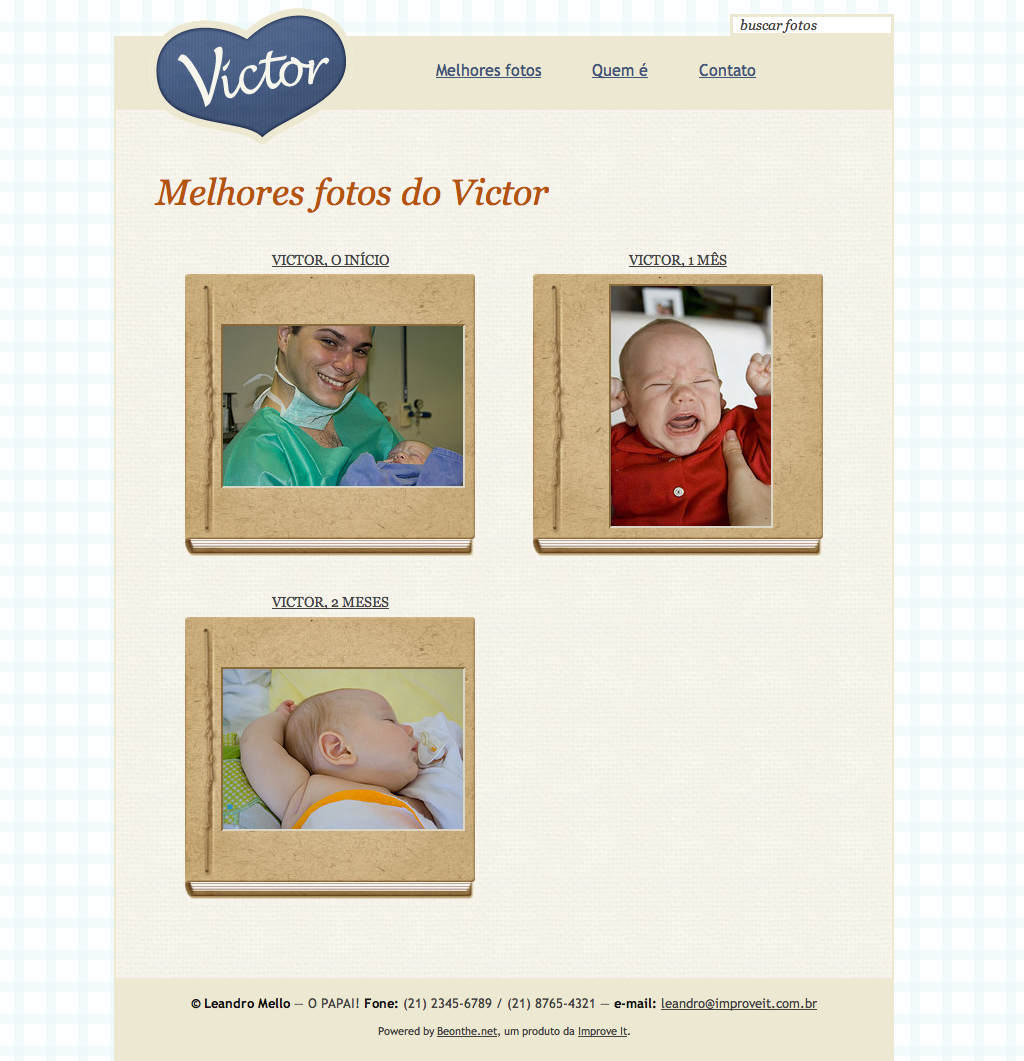 buscar fotos
Victor
Melhores fotos Quem é Contato
Melhores fotos do Victor
VICTOR, O INÍCIO
VICTOR, 1 MÊS
VICTOR, 2 MESES
© Leandro Mello — O PAPAI! Fone: (21) 2345-6789 / (21) 8765-4321 — e-mail: leandro@improveit.com.br
Powered by Beonthe.net, um produto da Improve It.